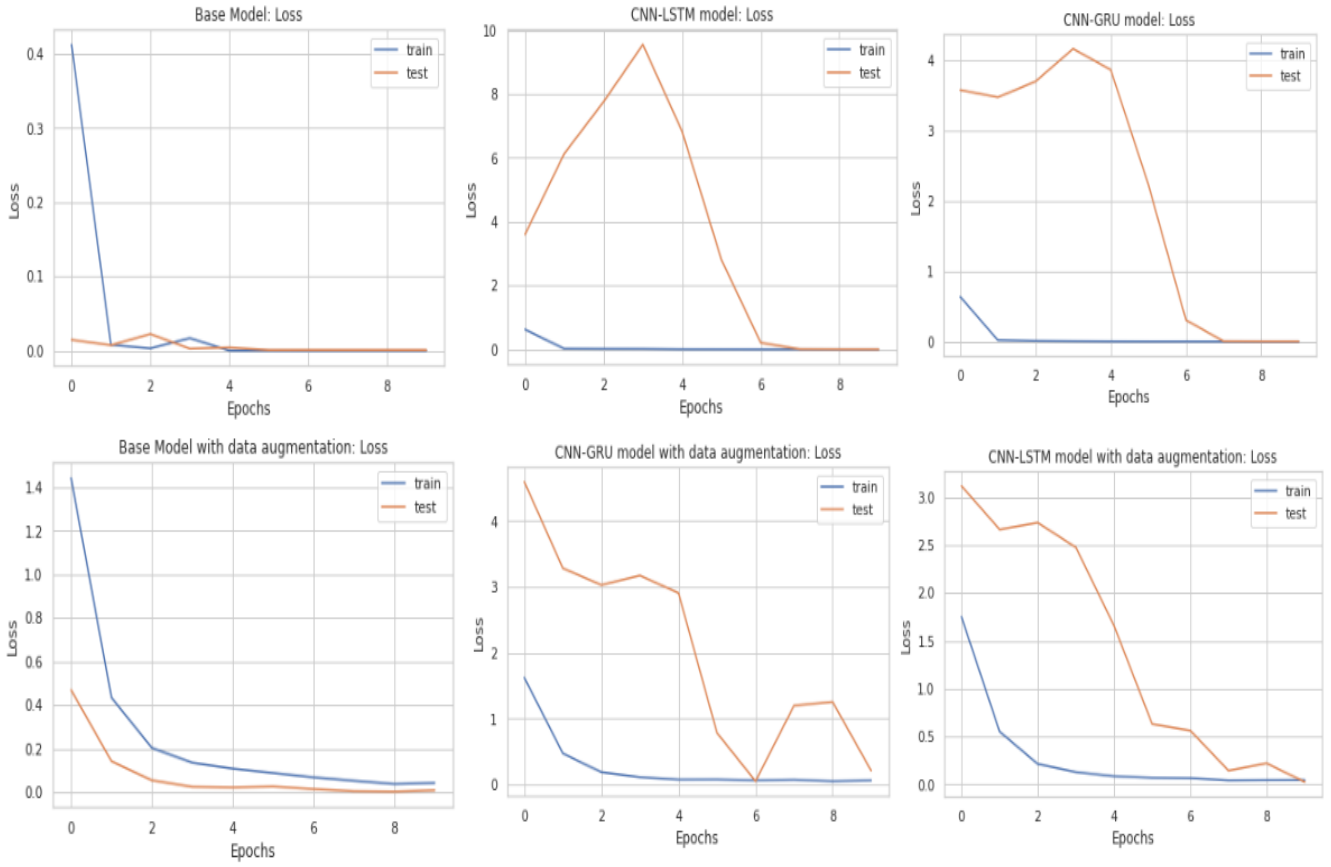 Base Model: Loss
train
test
0.4
0.3
0.2
0.1
0.0
Loss
0 2 4 6 8
Epochs
CNN-LSTM model: Loss
train
test
10
8
6
4
2
0
Loss
0 2 4 6 8
Epochs
CNN-GRU model: Loss
train
test
4
3
2
1
0
Loss
0 2 4 6 8
Epochs
Base Model with data augmentation: Loss
train
test
1.4
1.2
1.0
0.8
0.6
0.4
0.2
0.0
Loss
0 2 4 6 8
Epochs
CNN-GRU model with data augmentation: Loss
train
test
4
3
2
1
0
Loss
0 2 4 6 8
Epochs
CNN-LSTM model with data augmentation: Loss
train
test
3.0
2.5
2.0
1.5
1.0
0.5
0.0
Loss
0 2 4 6 8
Epochs